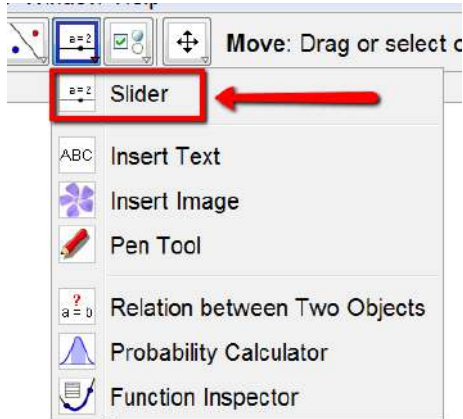 a=2
Move: Drag or select o
a=2 Slider
ABC Insert Text
Insert Image
Pen Tool
? a=b Relation between Two Objects
Probability Calculator
Function Inspector